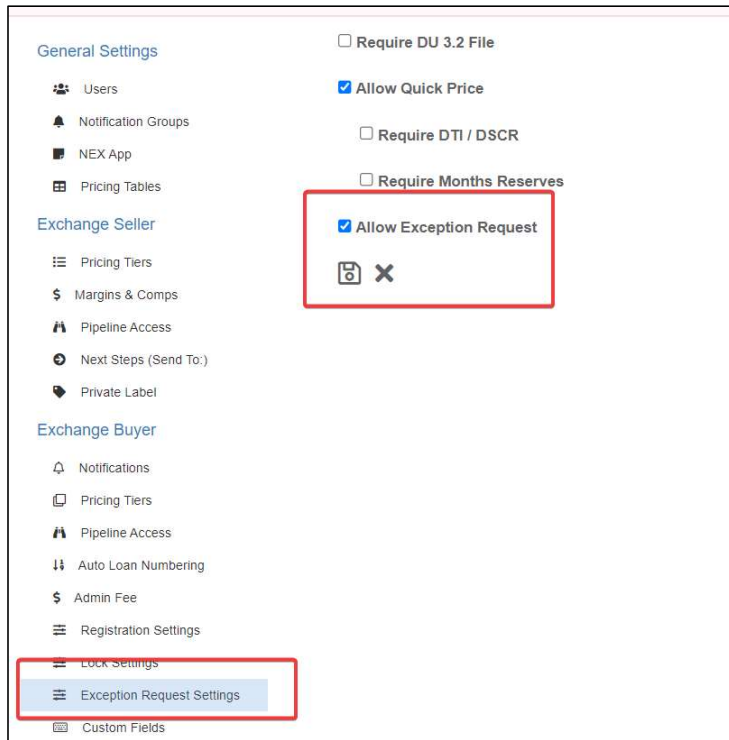 General Settings
Users
Notification Groups
NEX App
Pricing Tables
Exchange Seller
Pricing Tiers
$ Margins & Comps
Pipeline Access
Next Steps (Send To:)
Private Label
Exchange Buyer
Notifications
Pricing Tiers
Pipeline Access
Auto Loan Numbering
$ Admin Fee
Registration Settings
Lock Settings
Exception Request Settings
Custom Fields
Require DU 3.2 File
Allow Quick Price
Require DTI / DSCR
Require Months Reserves
Allow Exception Request